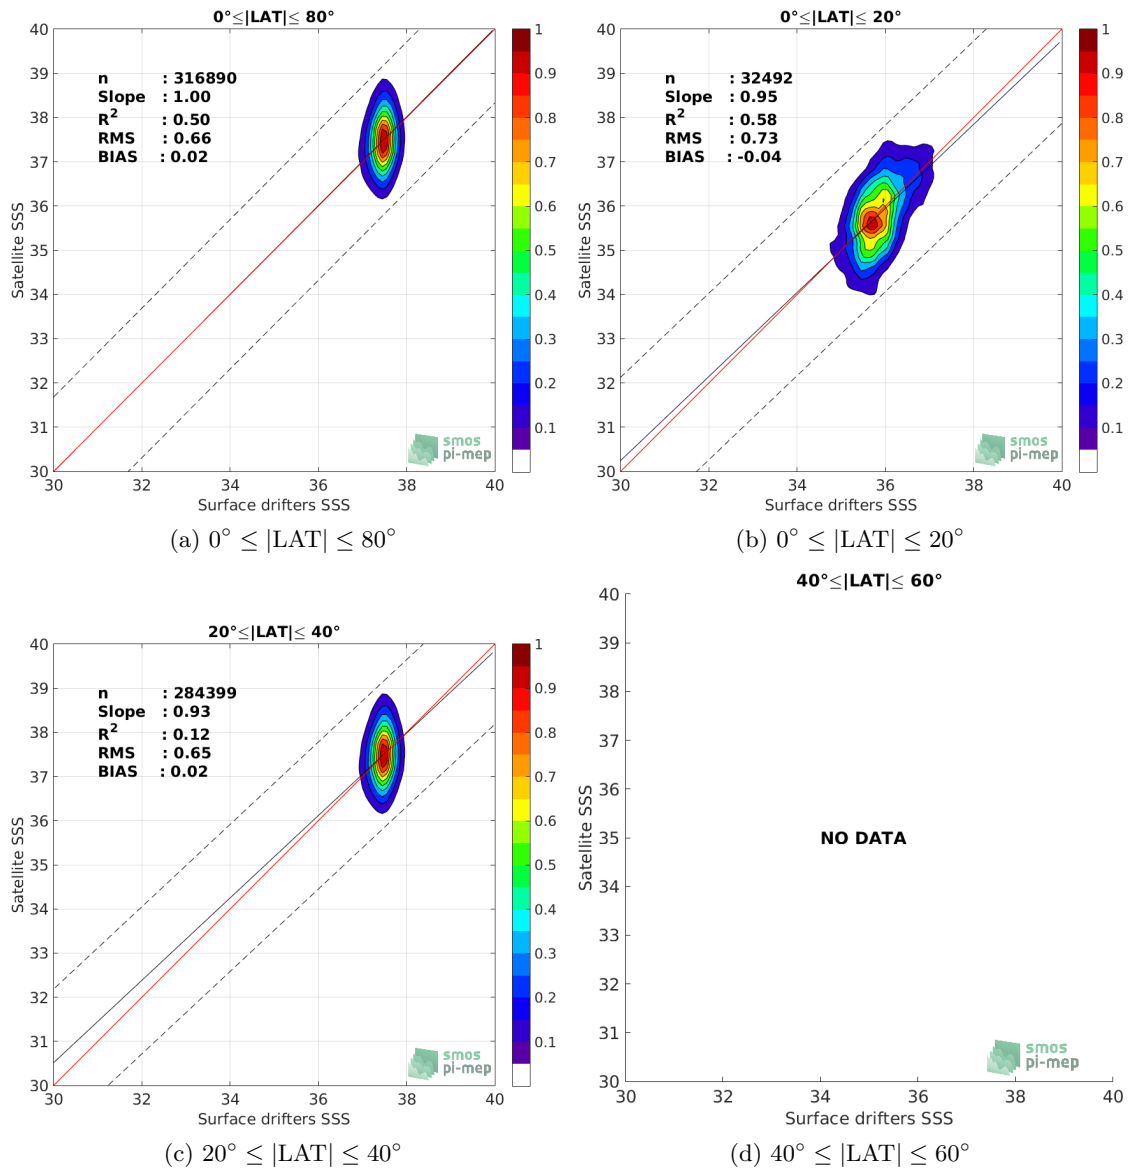 0°≤|LAT|≤ 80°
40
39
38
37
36
35
34
33
32
31
30
Satellite SSS
n : 316890
Slope : 1.00
R² : 0.50
RMS : 0.66
BIAS : 0.02
smos
pi-mep
30 32 34 36 38 40
Surface drifters SSS
1
0.9
0.8
0.7
0.6
0.5
0.4
0.3
0.2
0.1
(a) 0° ≤ |LAT| ≤ 80°
0°≤|LAT|≤ 20°
40
39
38
37
36
35
34
33
32
31
30
Satellite SSS
n : 32492
Slope : 0.95
R² : 0.58
RMS : 0.73
BIAS : -0.04
smos
pi-mep
30 32 34 36 38 40
Surface drifters SSS
1
0.9
0.8
0.7
0.6
0.5
0.4
0.3
0.2
0.1
(b) 0° ≤ |LAT| ≤ 20°
20°≤|LAT|≤ 40°
40
39
38
37
36
35
34
33
32
31
30
Satellite SSS
n : 284399
Slope : 0.93
R² : 0.12
RMS : 0.65
BIAS : 0.02
smos
pi-mep
30 32 34 36 38 40
Surface drifters SSS
1
0.9
0.8
0.7
0.6
0.5
0.4
0.3
0.2
0.1
(c) 20° ≤ |LAT| ≤ 40°
40°≤|LAT|≤ 60°
40
39
38
37
36
35
34
33
32
31
30
Satellite SSS
NO DATA
smos
pi-mep
30 32 34 36 38 40
Surface drifters SSS
(d) 40° ≤ |LAT| ≤ 60°